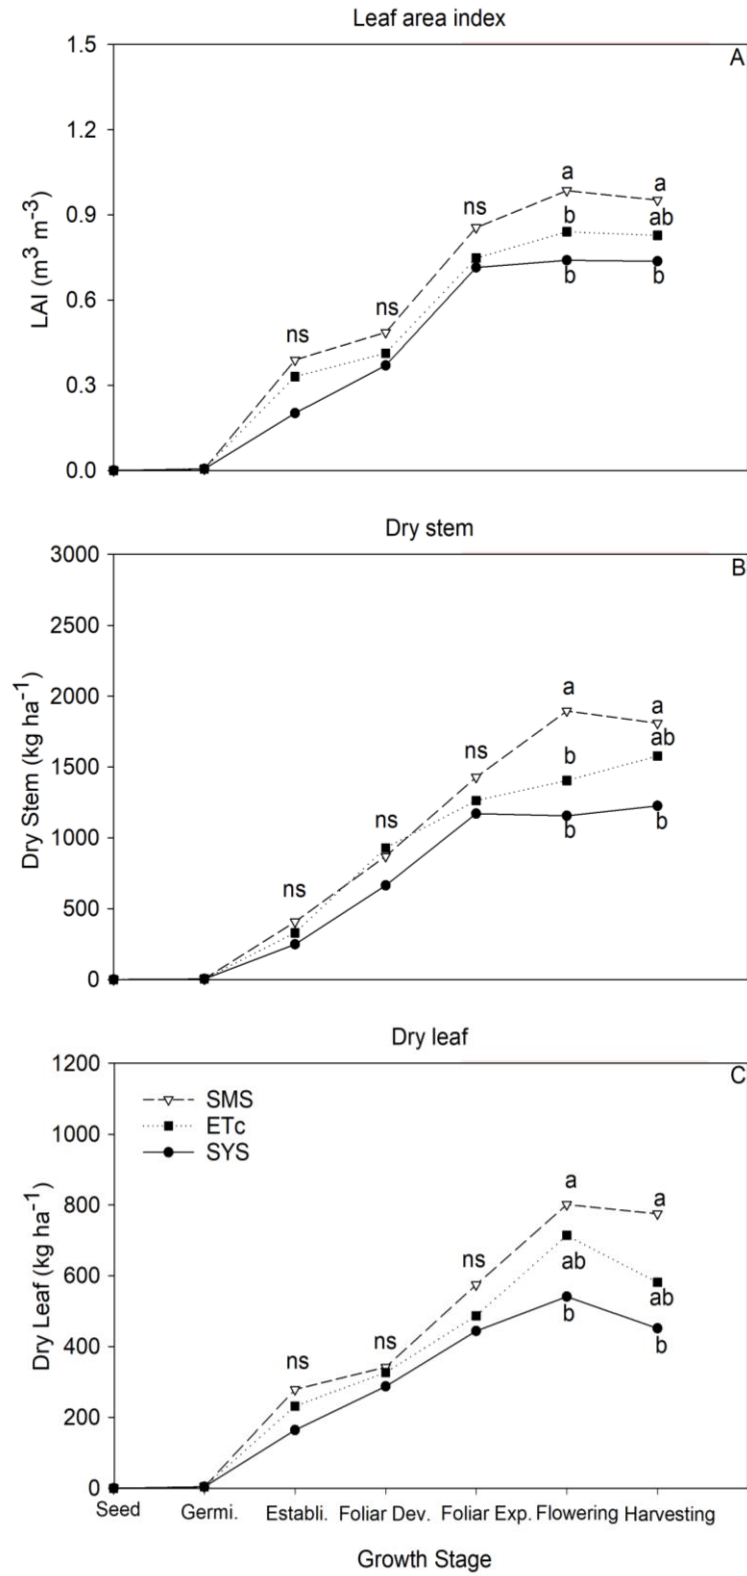 Leaf area index
A
LAI (m³ m⁻³)
1.5
1.2
0.9
0.6
0.3
0.0
ns
ns
ns
a
a
b
ab
b
b
Dry stem
B
Dry Stem (kg ha⁻¹)
3000
2500
2000
1500
1000
500
0
ns
ns
ns
a
a
b
ab
b
b
Dry leaf
C
Dry Leaf (kg ha⁻¹)
1200
1000
800
600
400
200
0
SMS
ETc
SYS
ns
ns
ns
a
a
ab
ab
b
b
Seed Germi. Establi. Foliar Dev. Foliar Exp. Flowering Harvesting
Growth Stage